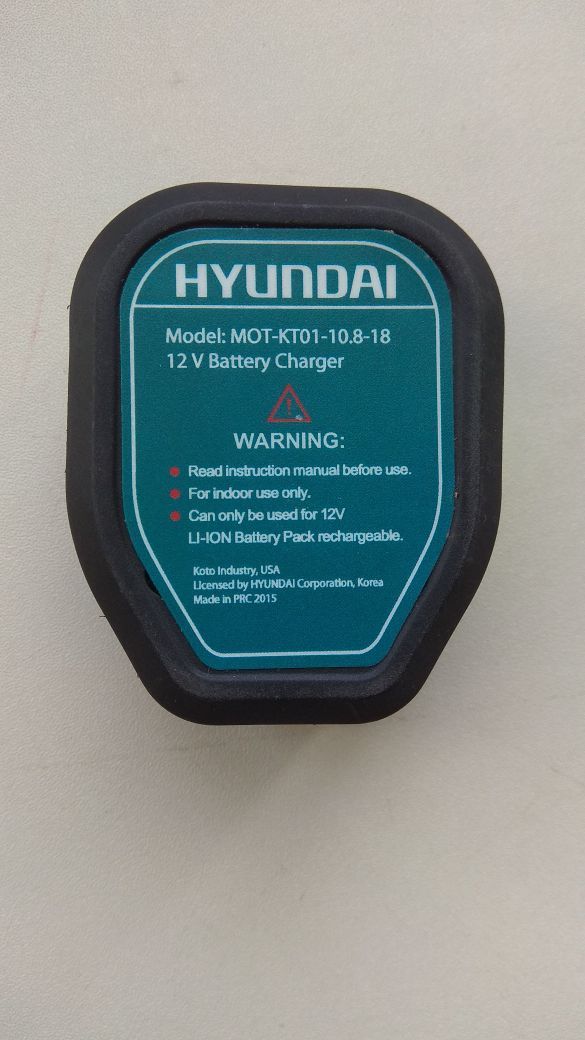 HYUNDAI
Model: MOT-KT01-10.8-18
12 V Battery Charger
WARNING:
Read instruction manual before use.
For indoor use only.
Can only be used for 12V
LI-ION Battery Pack rechargeable.
Koto Industry, USA
Licensed by HYUNDAI Corporation, Korea
Made in PRC 2015